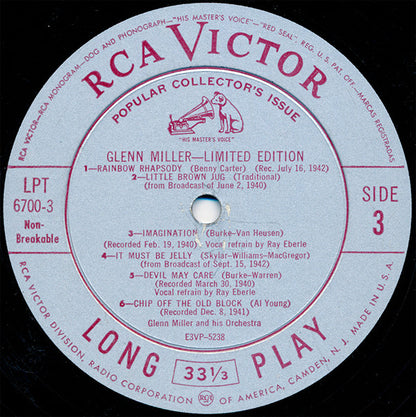 RCA VICTOR—RCA MONOGRAM—DOG AND PHONOGRAPH—"HIS MASTER'S VOICE"—"RED SEAL", REG. U. S. PAT. OFF.—MARCAS REGISTRADAS
RCA VICTOR
POPULAR COLLECTOR'S ISSUE
"HIS MASTER'S VOICE"
GLENN MILLER—LIMITED EDITION
1—RAINBOW RHAPSODY (Benny Carter) (Rec. July 16, 1942)
2—LITTLE BROWN JUG (Traditional)
(from Broadcast of June 2, 1940)
LPT
6700-3
Non-
Breakable
SIDE
3
3—IMAGINATION (Burke-Van Heusen)
(Recorded Feb. 19, 1940) Vocal refrain by Ray Eberle
4—IT MUST BE JELLY (Skylar-Williams-MacGregor)
(from Broadcast of Sept. 15, 1942)
5—DEVIL MAY CARE (Burke-Warren)
(Recorded March 30, 1940)
Vocal refrain by Ray Eberle
6—CHIP OFF THE OLD BLOCK (Al Young)
(Recorded Dec. 8, 1941)
Glenn Miller and his Orchestra
E3VP-5238
LONG 33 1/3 PLAY
RCA VICTOR DIVISION, RADIO CORPORATION RCA OF AMERICA, CAMDEN, N. J. MADE IN U.S.A.